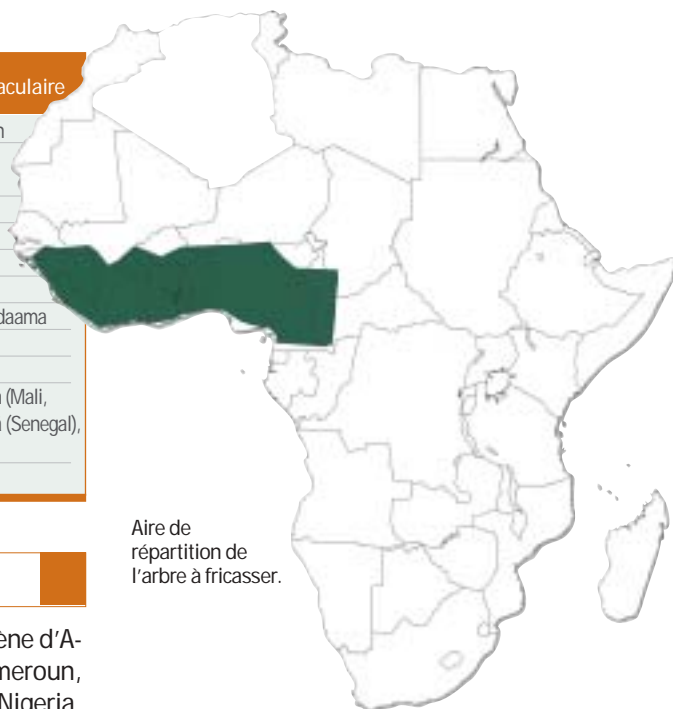 aculaire
n
daama
(Mali,
(Senegal),
Aire de
répartition de
l'arbre à fricasser.
ène d'A-
meroun,
Nigeria